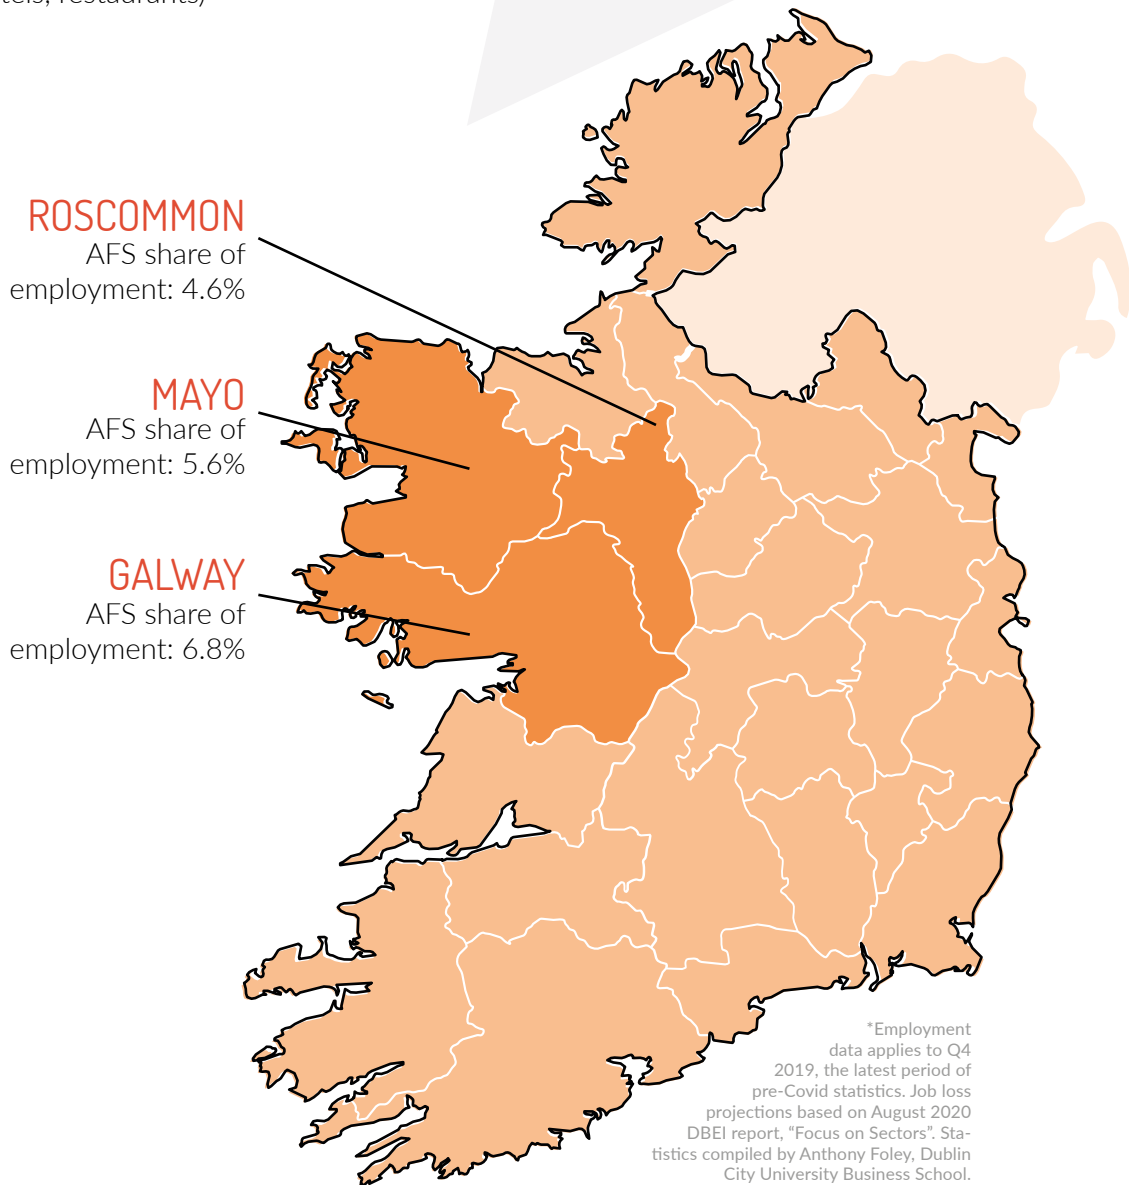 restaurants)
ROSCOMMON
AFS share of
employment: 4.6%
MAYO
AFS share of
employment: 5.6%
GALWAY
AFS share of
employment: 6.8%
*Employment
data applies to Q4
2019, the latest period of
pre-Covid statistics. Job loss
projections based on August 2020
DBEI report, “Focus on Sectors”. Sta-
tistics compiled by Anthony Foley, Dublin
City University Business School.